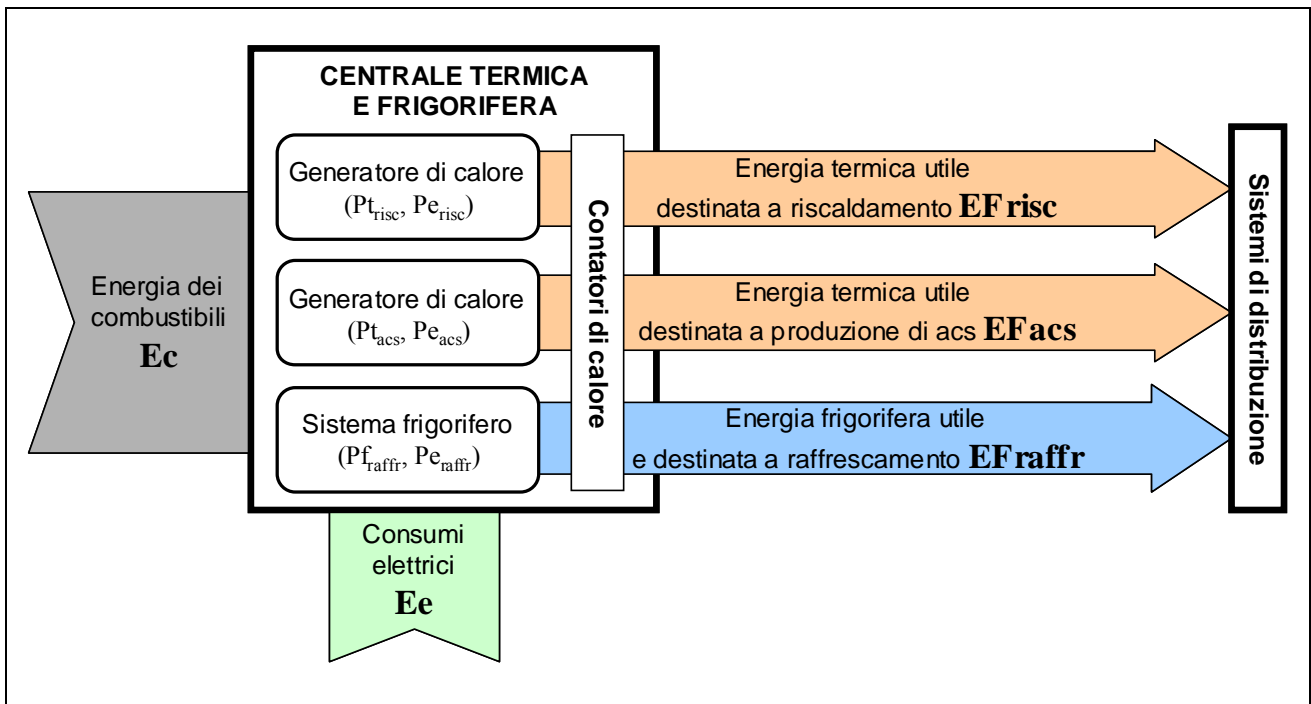 CENTRALE TERMICA
E FRIGORIFERA
Generatore di calore
(Pt_risc, Pe_risc)
Energia termica utile
destinata a riscaldamento EFrisc
Energia dei
combustibili
Ec
Generatore di calore
(Pt_acs, Pe_acs)
Energia termica utile
destinata a produzione di acs EFacs
Sistema frigorifero
(Pf_raffr, Pe_raffr)
Energia frigorifera utile
e destinata a raffrescamento EFraffr
Contatori di calore
Sistemi di distribuzione
Consumi
elettrici
Ee